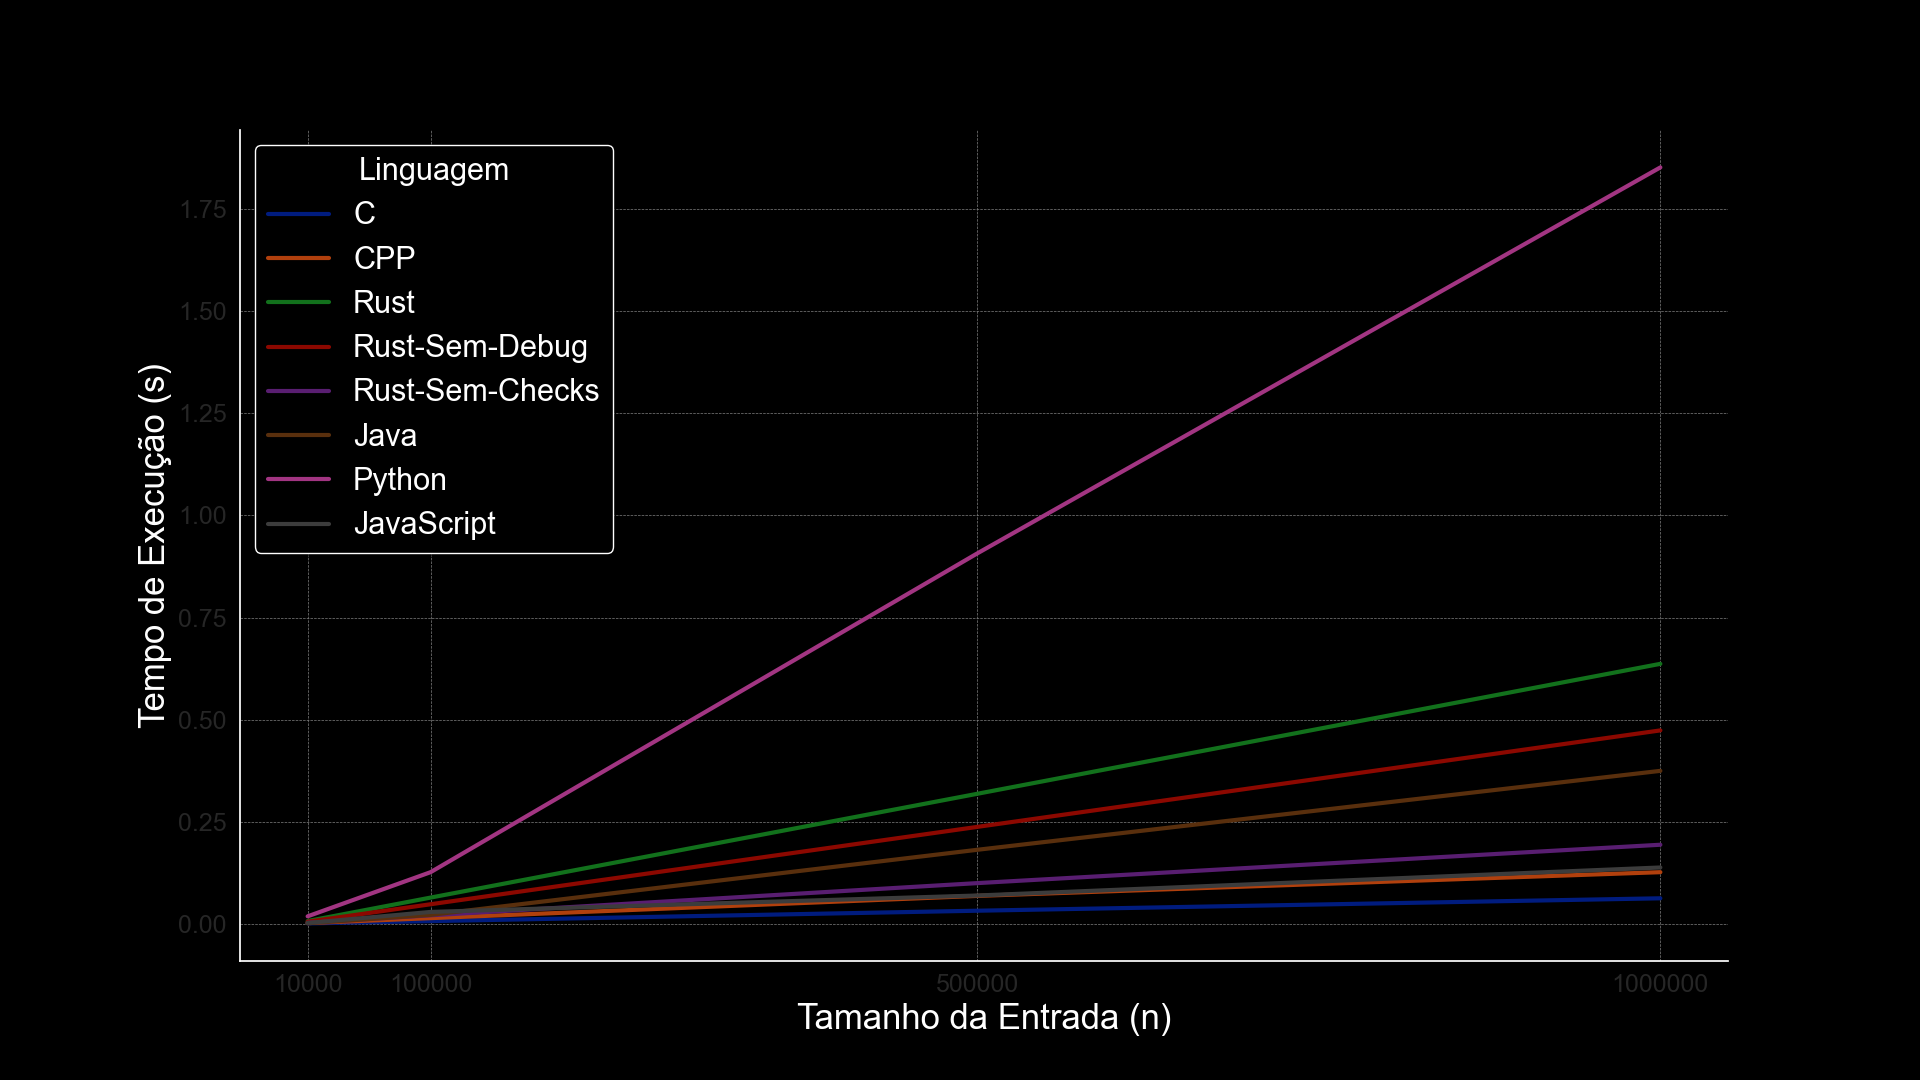 Linguagem
C
CPP
Rust
Rust-Sem-Debug
Rust-Sem-Checks
Java
Python
JavaScript
Tempo de Execução (s)
1.75
1.50
1.25
1.00
0.75
0.50
0.25
0.00
10000 100000 500000 1000000
Tamanho da Entrada (n)